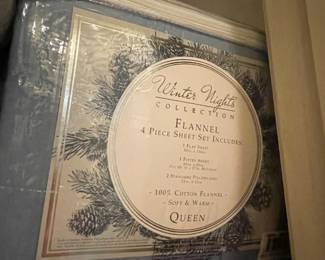 Winter Nights
COLLECTION
FLANNEL
4 PIECE SHEET SET INCLUDES:
1 FLAT SHEET
1 FITTED SHEET
2 STANDARD PILLOWCASES
100% COTTON FLANNEL
SOFT & WARM
QUEEN